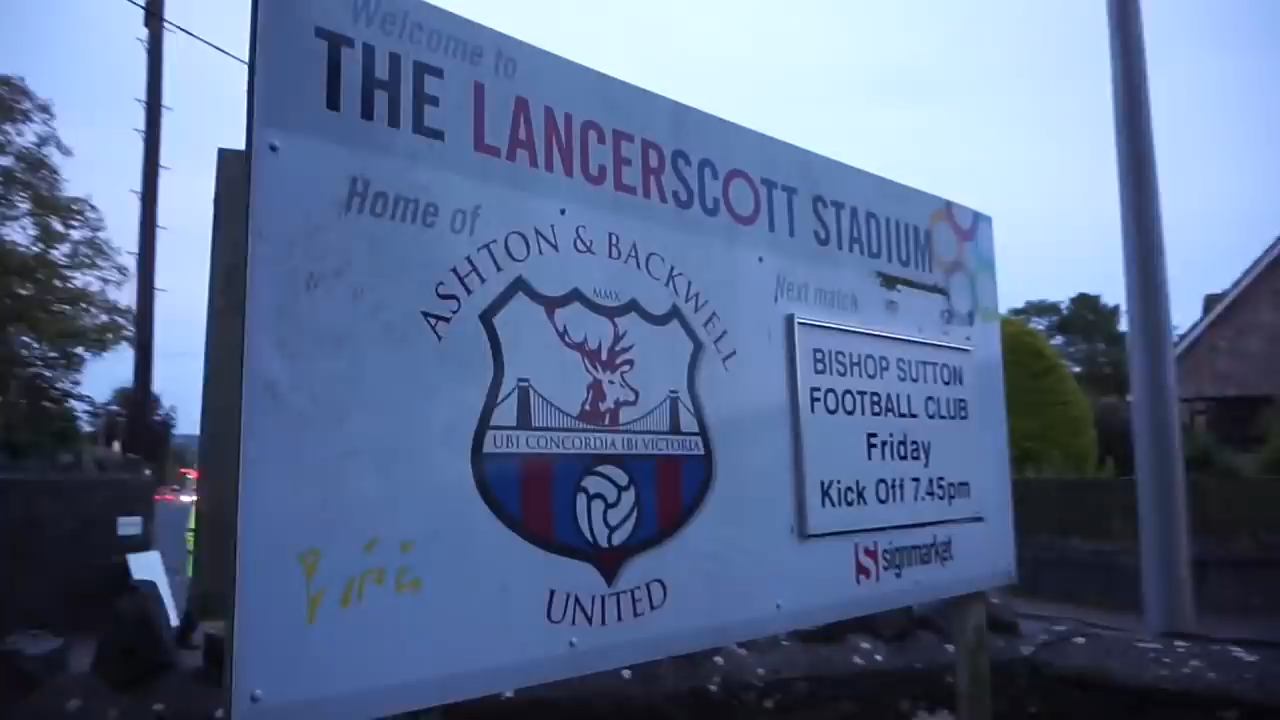 Welcome to
THE LANCERSCOTT STADIUM
Home of
ASHTON & BACKWELL
MMX
UBI CONCORDIA IBI VICTORIA
UNITED
Next match
BISHOP SUTTON
FOOTBALL CLUB
Friday
Kick Off 7.45pm
signmarket